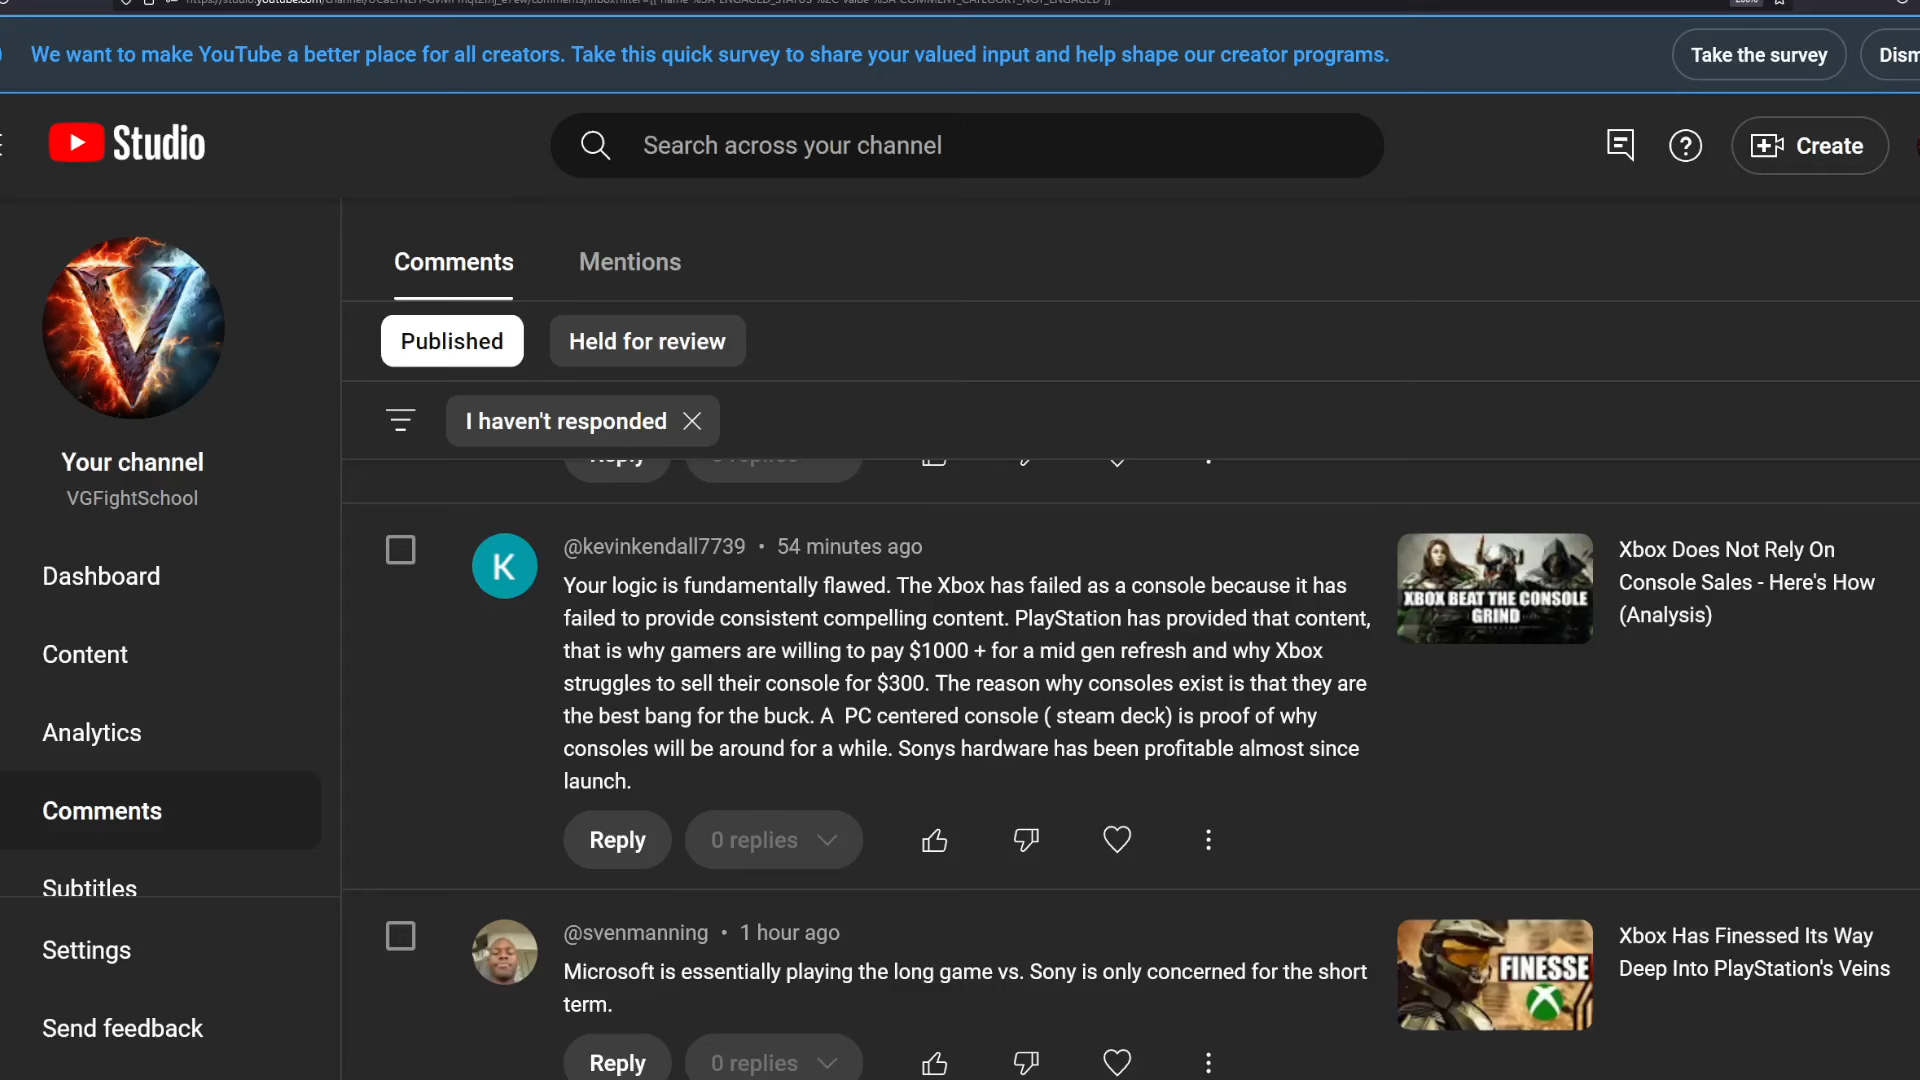 We want to make YouTube a better place for all creators. Take this quick survey to share your valued input and help shape our creator programs.
Take the survey
Studio
Search across your channel
Create
Comments
Mentions
Published
Held for review
I haven't responded
Your channel
VGFightSchool
Dashboard
Content
Analytics
Comments
Subtitles
Settings
Send feedback
@kevinkendall7739 • 54 minutes ago
Your logic is fundamentally flawed. The Xbox has failed as a console because it has
failed to provide consistent compelling content. PlayStation has provided that content,
that is why gamers are willing to pay $1000 + for a mid gen refresh and why Xbox
struggles to sell their console for $300. The reason why consoles exist is that they are
the best bang for the buck. A  PC centered console ( steam deck) is proof of why
consoles will be around for a while. Sonys hardware has been profitable almost since
launch.
Reply
0 replies
XBOX BEAT THE CONSOLE
GRIND
Xbox Does Not Rely On
Console Sales - Here's How
(Analysis)
@svenmanning • 1 hour ago
Microsoft is essentially playing the long game vs. Sony is only concerned for the short
term.
Reply
0 replies
FINESSE
Xbox Has Finessed Its Way
Deep Into PlayStation's Veins